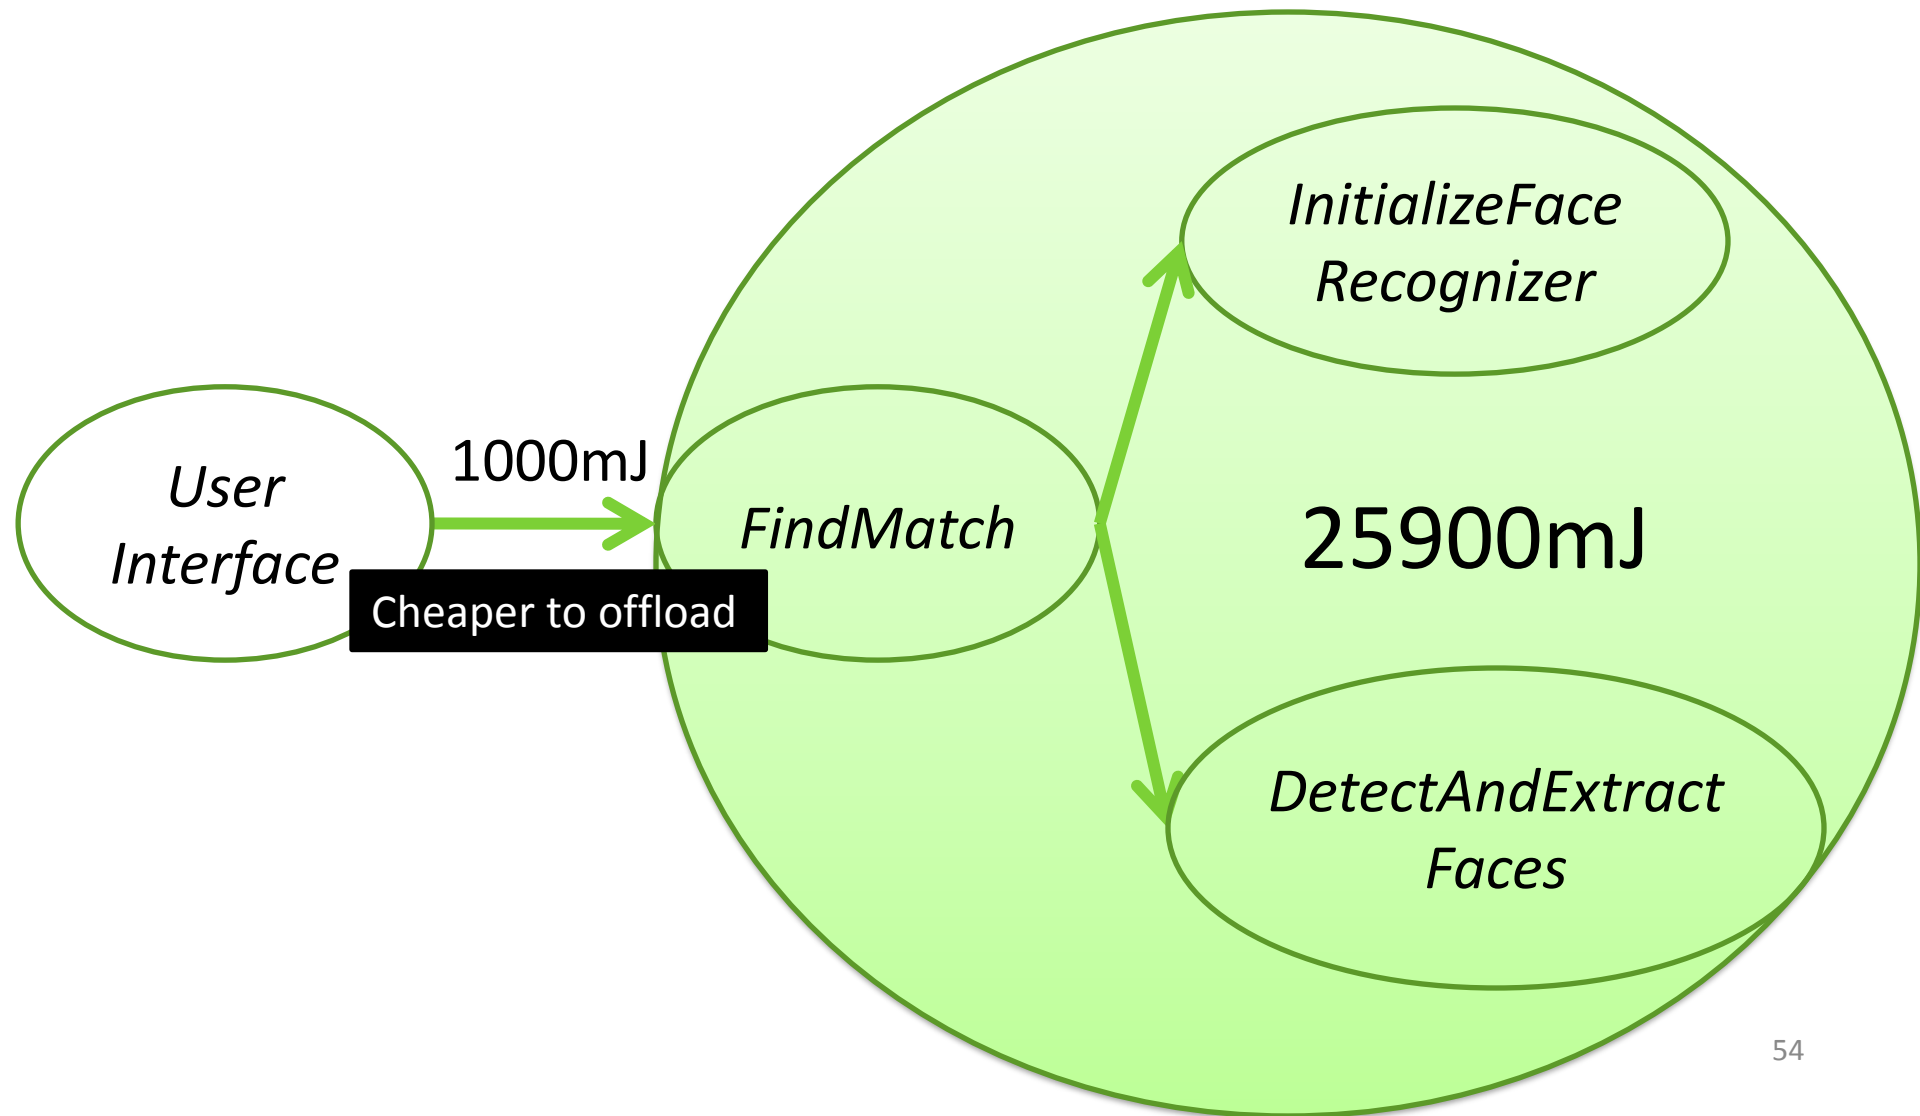 User
Interface
1000mJ
Cheaper to offload
FindMatch
InitializeFace
Recognizer
25900mJ
DetectAndExtract
Faces
54